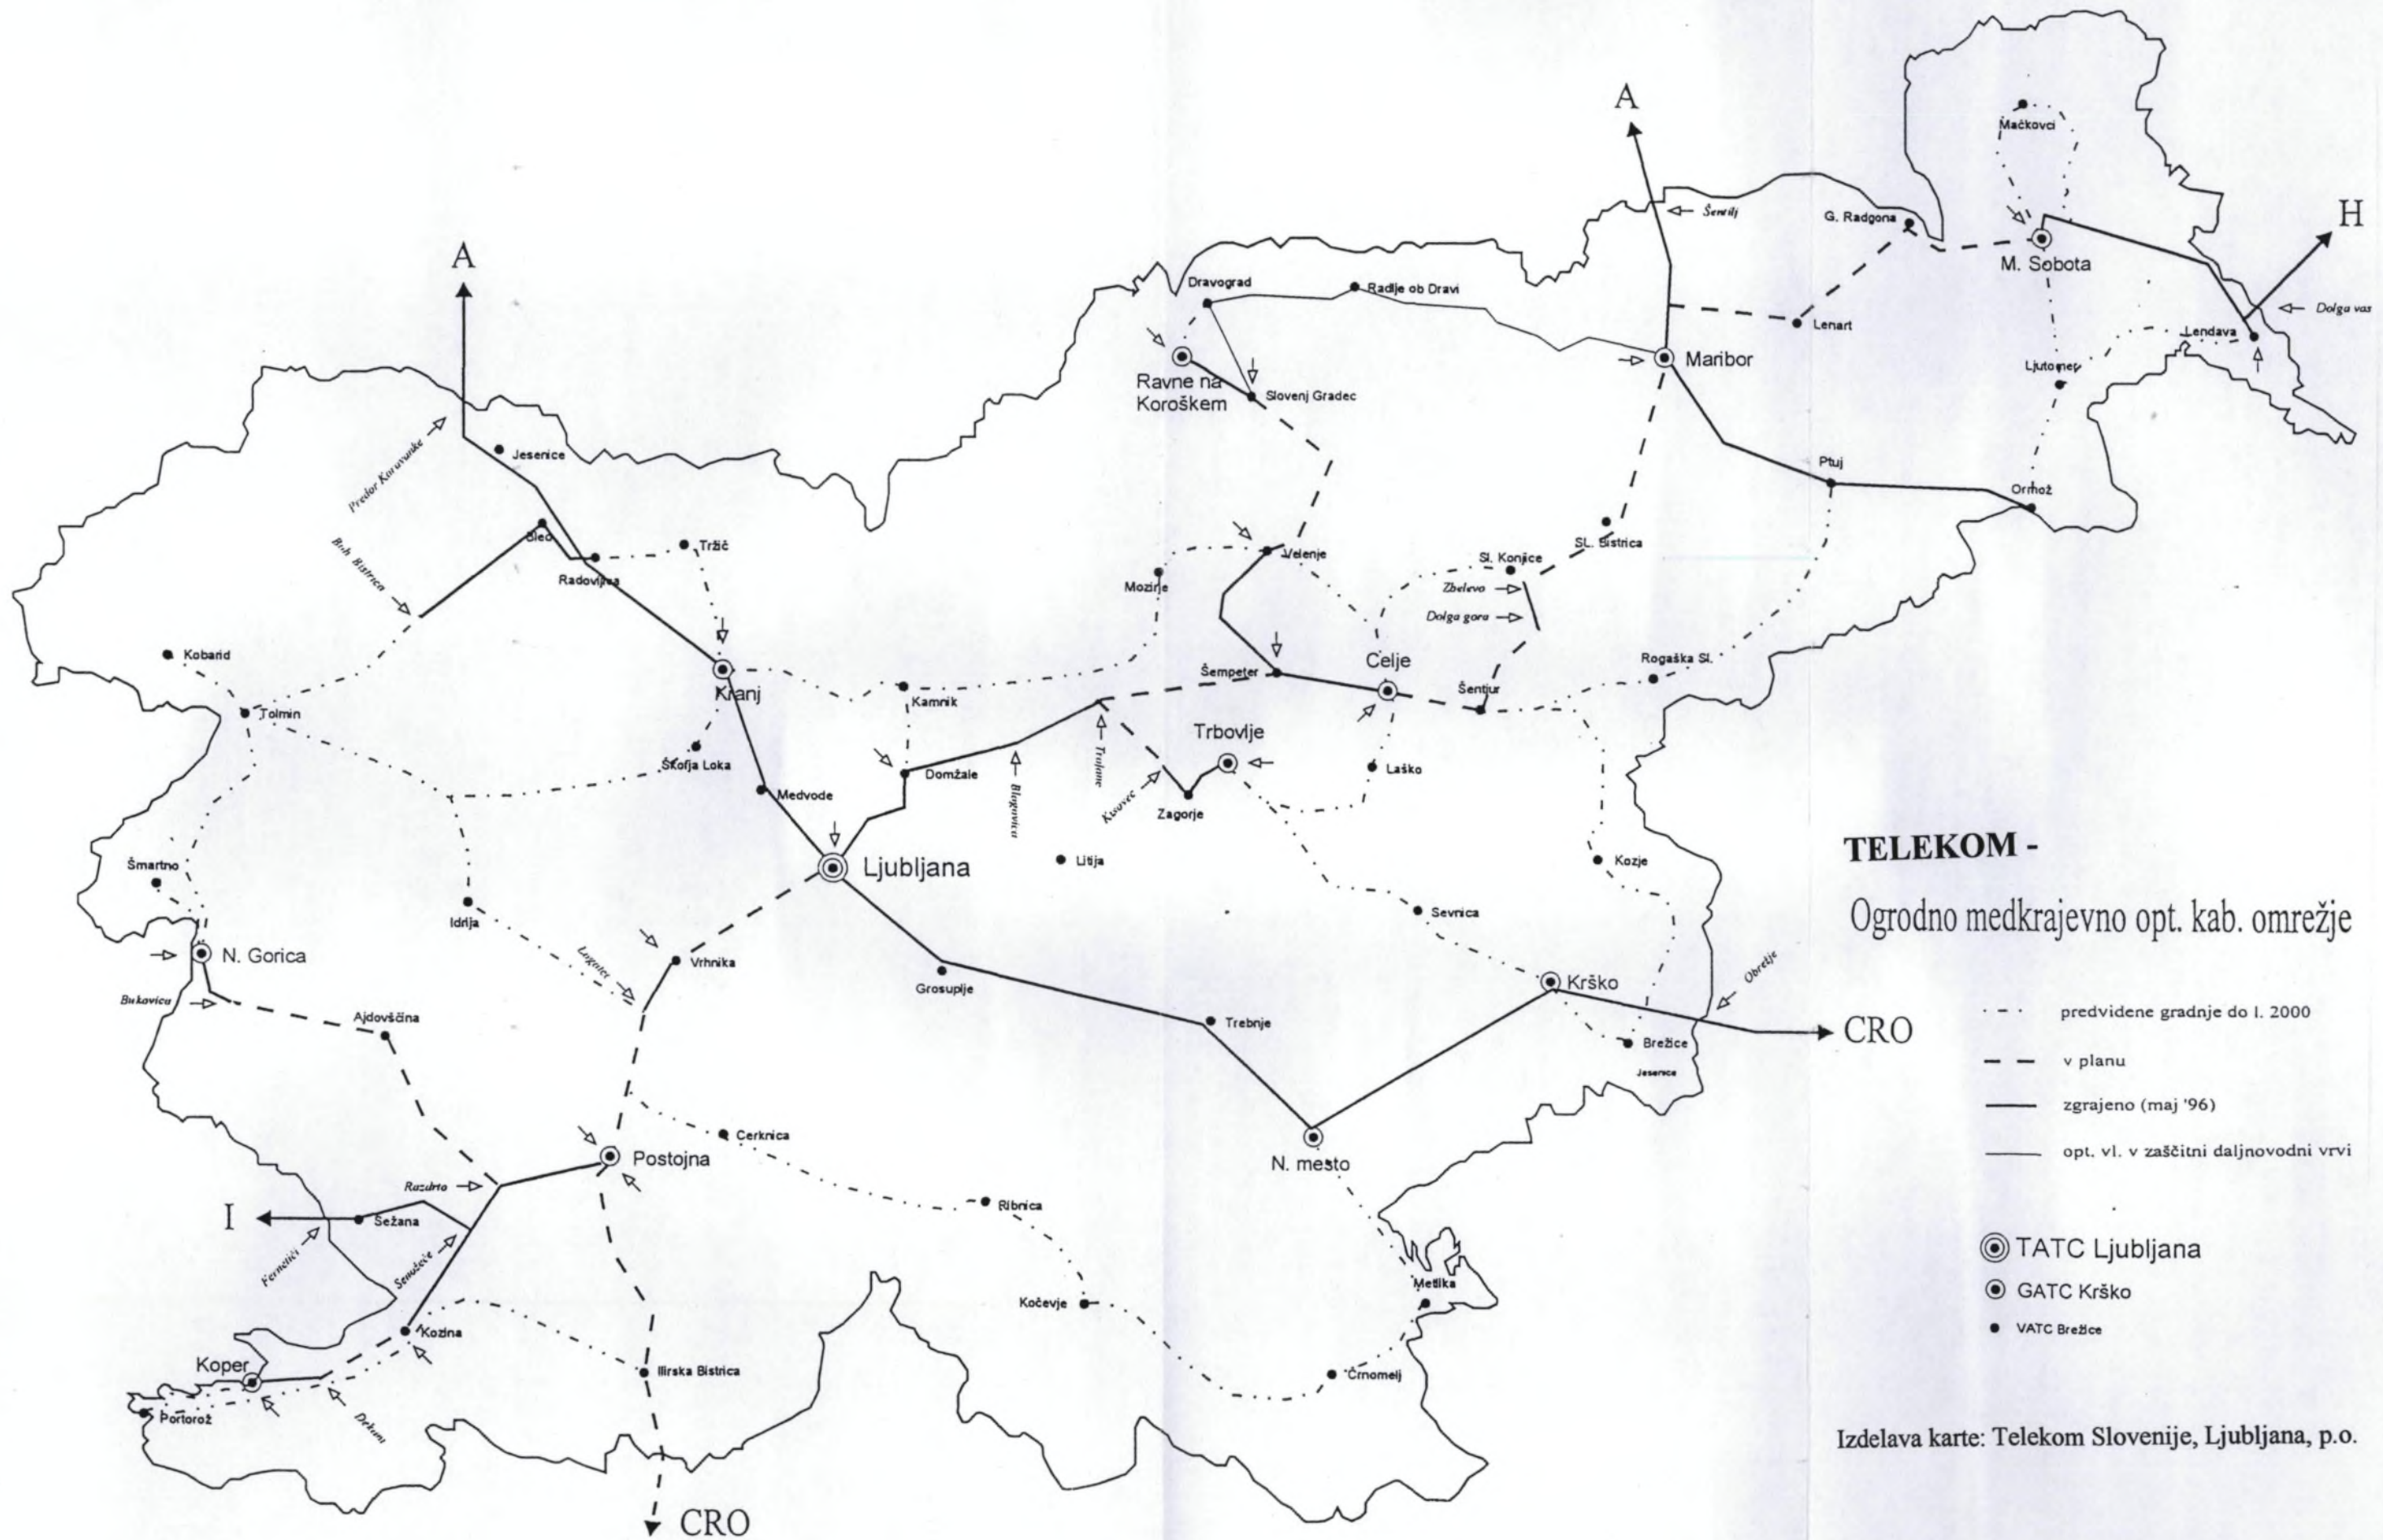 A
Mačkovci
Šentilj
G. Radgona
H
M. Sobota
A
Dravograd
Radlje ob Dravi
Lenart
Dolga vas
Lendava
Maribor
Ljutomer
Ravne na
Koroškem
Slovenj Gradec
Jesenice
Predor Karavanke
Ptuj
Ormož
Bled
Tržič
Radovljica
Boh. Bistrica
Velenje
Mozirje
SL. Bistrica
Sl. Konjice
Zbelovo
Dolga gora
Kobarid
Tolmin
Kranj
Kamnik
Šempeter
Celje
Šentjur
Rogaška Sl.
Škofja Loka
Medvode
Domžale
Blagovica
Trojane
Trbovlje
Kisovec
Zagorje
Laško
Šmartno
Ljubljana
Litija
Kozje
TELEKOM -
Ogrodno medkrajevno opt. kab. omrežje
Idrija
Sevnica
N. Gorica
Logatec
Vrhnika
Grosuplje
Krško
Obrežje
Bukovica
Ajdovščina
Trebnje
CRO
Brežice
Jesenice
predvidene gradnje do l. 2000
v planu
zgrajeno (maj '96)
opt. vl. v zaščitni daljnovodni vrvi
Cerknica
Postojna
N. mesto
Razdrto
I
Sežana
Ribnica
Fernetiči
Senožeče
TATC Ljubljana
GATC Krško
VATC Brežice
Kočevje
Metlika
Kozina
Koper
Ilirska Bistrica
Črnomelj
Portorož
Dekani
Izdelava karte: Telekom Slovenije, Ljubljana, p.o.
CRO